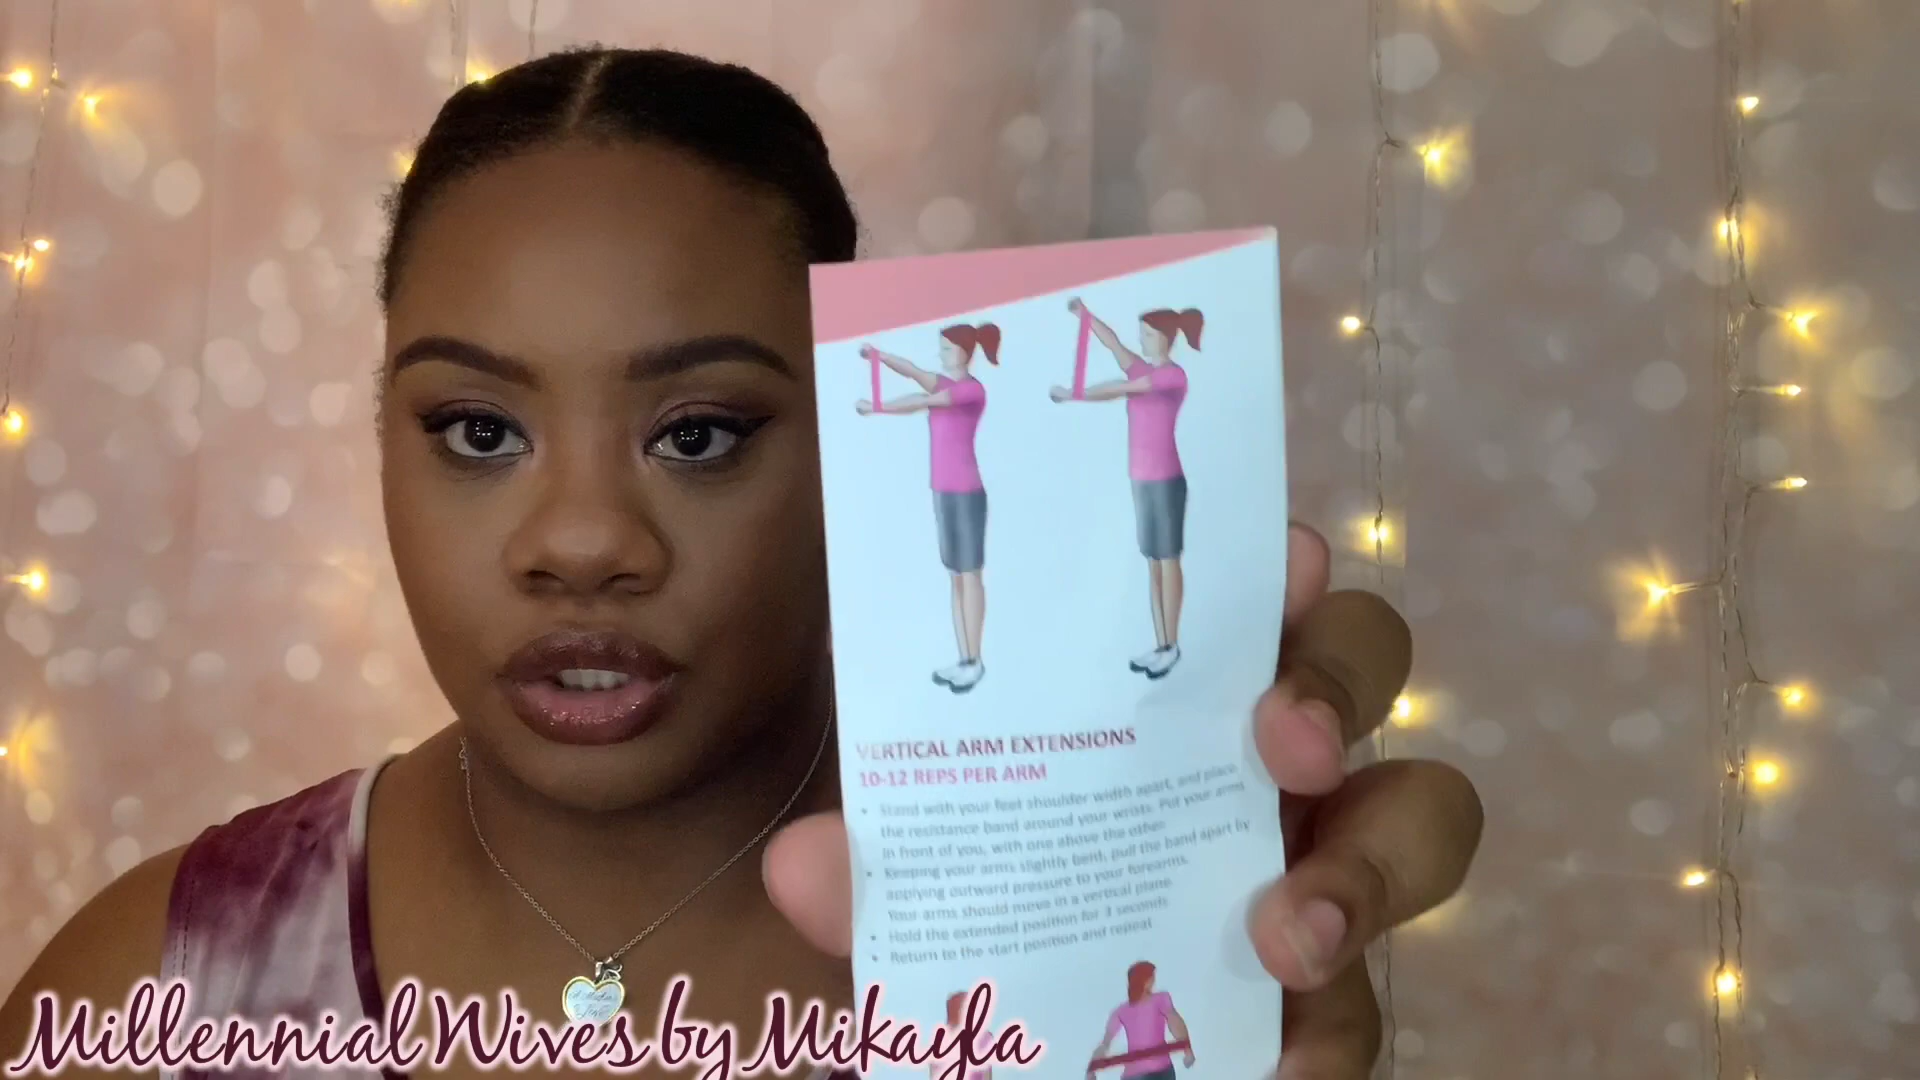 VERTICAL ARM EXTENSIONS
10-12 REPS PER ARM
• Stand with your feet shoulder width apart, and place
the resistance band around your wrists. Put your arms
in front of you, with one above the other.
• Keeping your arms slightly bent, pull the band apart by
applying outward pressure to your forearms.
Your arms should move in a vertical plane.
• Hold the extended position for 3 seconds
• Return to the start position and repeat
Millennial Wives by Mikayla